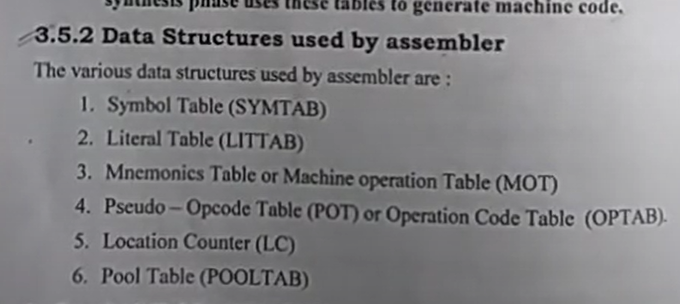 synthesis phase uses these tables to generate machine code.
3.5.2 Data Structures used by assembler
The various data structures used by assembler are :
1. Symbol Table (SYMTAB)
2. Literal Table (LITTAB)
3. Mnemonics Table or Machine operation Table (MOT)
4. Pseudo – Opcode Table (POT) or Operation Code Table (OPTAB).
5. Location Counter (LC)
6. Pool Table (POOLTAB)